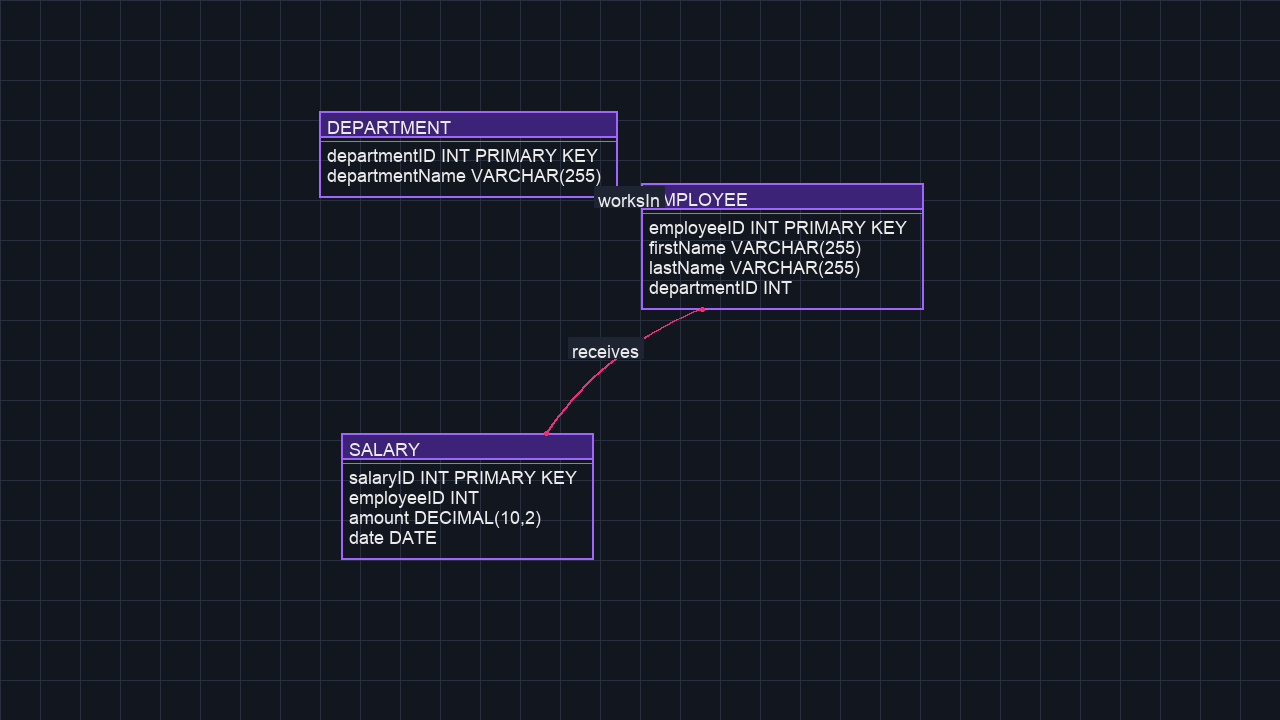 DEPARTMENT
departmentID INT PRIMARY KEY
departmentName VARCHAR(255)
worksIn
MPLOYEE
employeeID INT PRIMARY KEY
firstName VARCHAR(255)
lastName VARCHAR(255)
departmentID INT
receives
SALARY
salaryID INT PRIMARY KEY
employeeID INT
amount DECIMAL(10,2)
date DATE